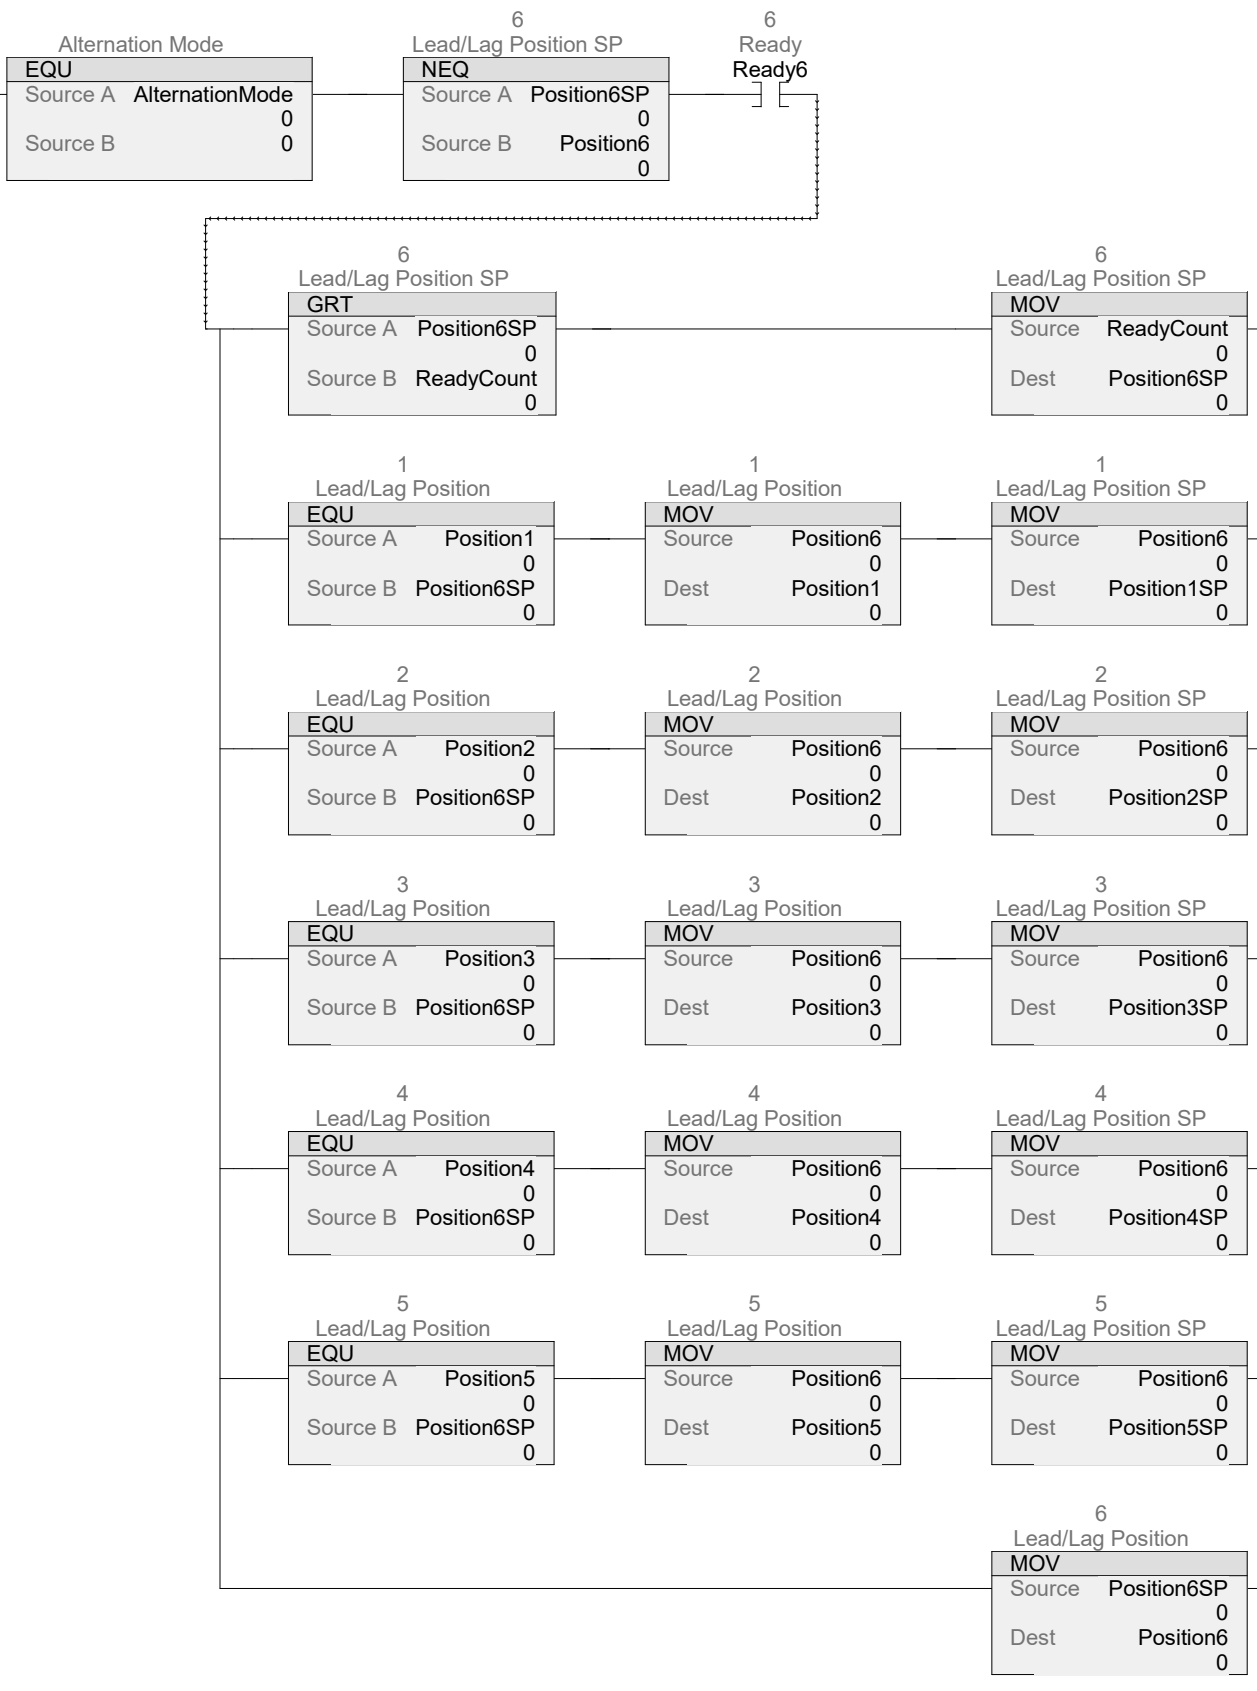 Alternation Mode
EQU
Source A AlternationMode
0
Source B 0
6
Lead/Lag Position SP
NEQ
Source A Position6SP
0
Source B Position6
0
6
Ready
Ready6
6
Lead/Lag Position SP
GRT
Source A Position6SP
0
Source B ReadyCount
0
6
Lead/Lag Position SP
MOV
Source ReadyCount
0
Dest Position6SP
0
1
Lead/Lag Position
EQU
Source A Position1
0
Source B Position6SP
0
1
Lead/Lag Position
MOV
Source Position6
0
Dest Position1
0
1
Lead/Lag Position SP
MOV
Source Position6
0
Dest Position1SP
0
2
Lead/Lag Position
EQU
Source A Position2
0
Source B Position6SP
0
2
Lead/Lag Position
MOV
Source Position6
0
Dest Position2
0
2
Lead/Lag Position SP
MOV
Source Position6
0
Dest Position2SP
0
3
Lead/Lag Position
EQU
Source A Position3
0
Source B Position6SP
0
3
Lead/Lag Position
MOV
Source Position6
0
Dest Position3
0
3
Lead/Lag Position SP
MOV
Source Position6
0
Dest Position3SP
0
4
Lead/Lag Position
EQU
Source A Position4
0
Source B Position6SP
0
4
Lead/Lag Position
MOV
Source Position6
0
Dest Position4
0
4
Lead/Lag Position SP
MOV
Source Position6
0
Dest Position4SP
0
5
Lead/Lag Position
EQU
Source A Position5
0
Source B Position6SP
0
5
Lead/Lag Position
MOV
Source Position6
0
Dest Position5
0
5
Lead/Lag Position SP
MOV
Source Position6
0
Dest Position5SP
0
6
Lead/Lag Position
MOV
Source Position6SP
0
Dest Position6
0